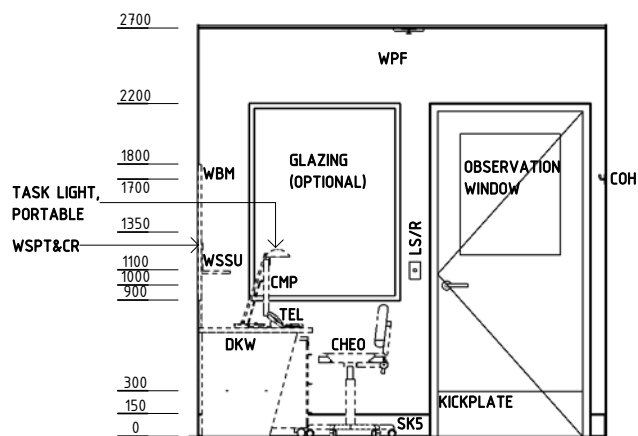 2700
WPF
2200
GLAZING
(OPTIONAL)
OBSERVATION
WINDOW
1800
WBM
1700
COH
TASK LIGHT,
PORTABLE
1350
LS/R
WSPT&CR
WSSU
1100
1000
CMP
900
TEL
DKW
CHEO
300
KICKPLATE
150
SK5
0